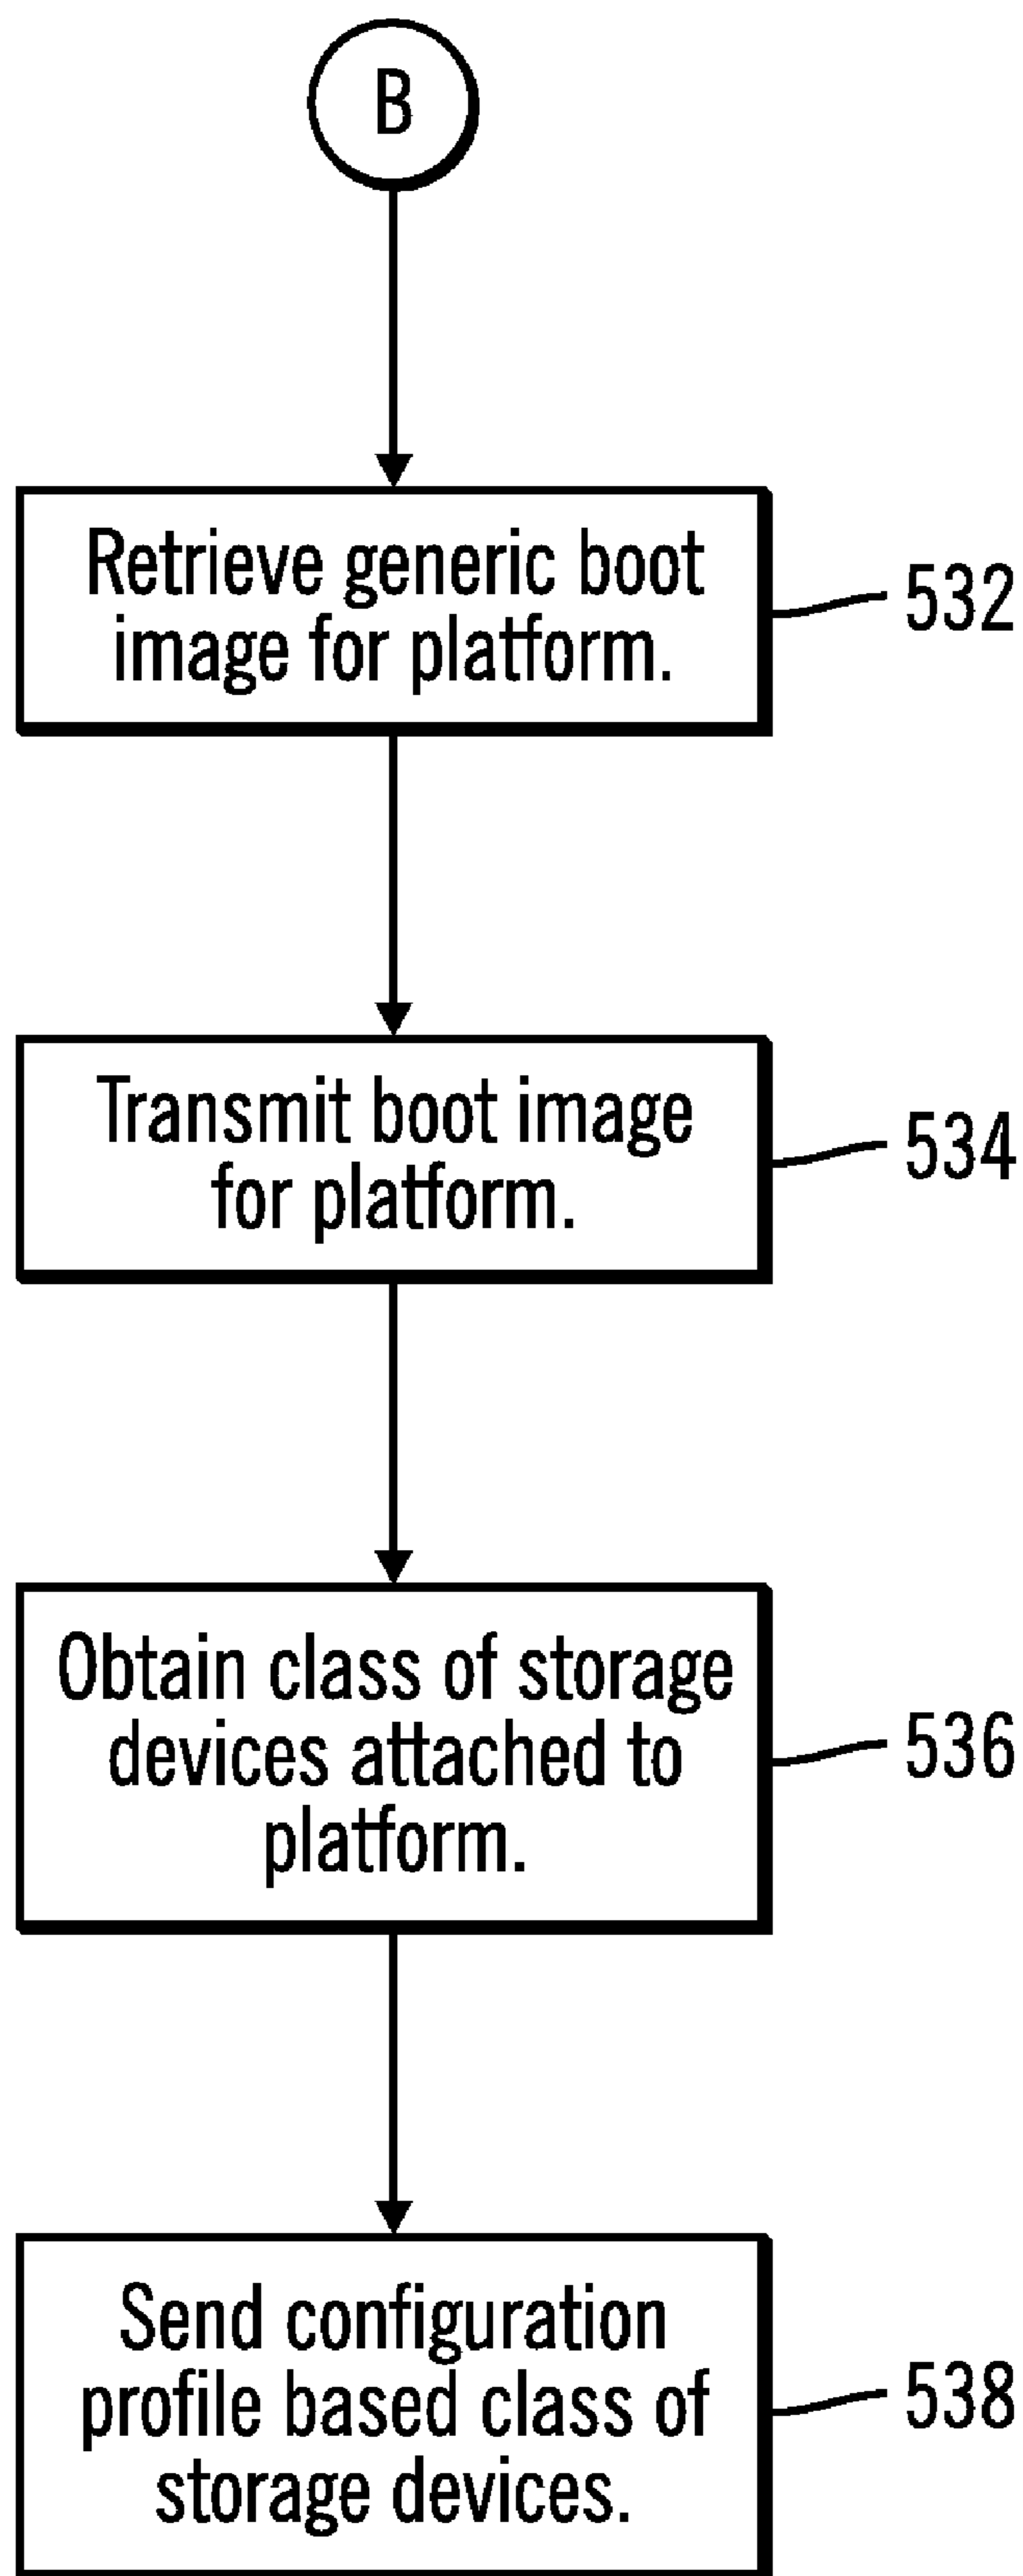 B
Retrieve generic boot
image for platform.
532
Transmit boot image
for platform.
534
Obtain class of storage
devices attached to
platform.
536
Send configuration
profile based class of
storage devices.
538